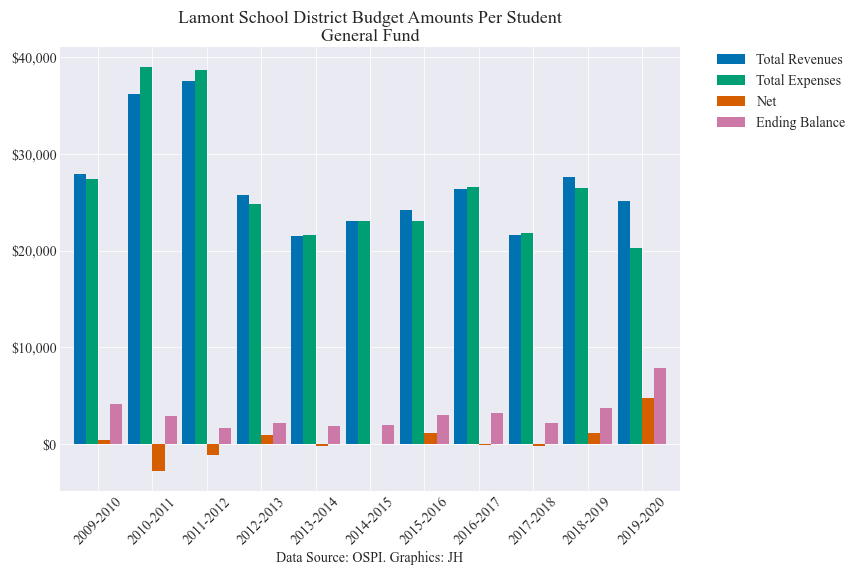 Lamont School District Budget Amounts Per Student
General Fund
Total Revenues
Total Expenses
Net
Ending Balance
$40,000
$30,000
$20,000
$10,000
$0
2009-2010
2010-2011
2011-2012
2012-2013
2013-2014
2014-2015
2015-2016
2016-2017
2017-2018
2018-2019
2019-2020
Data Source: OSPI. Graphics: JH